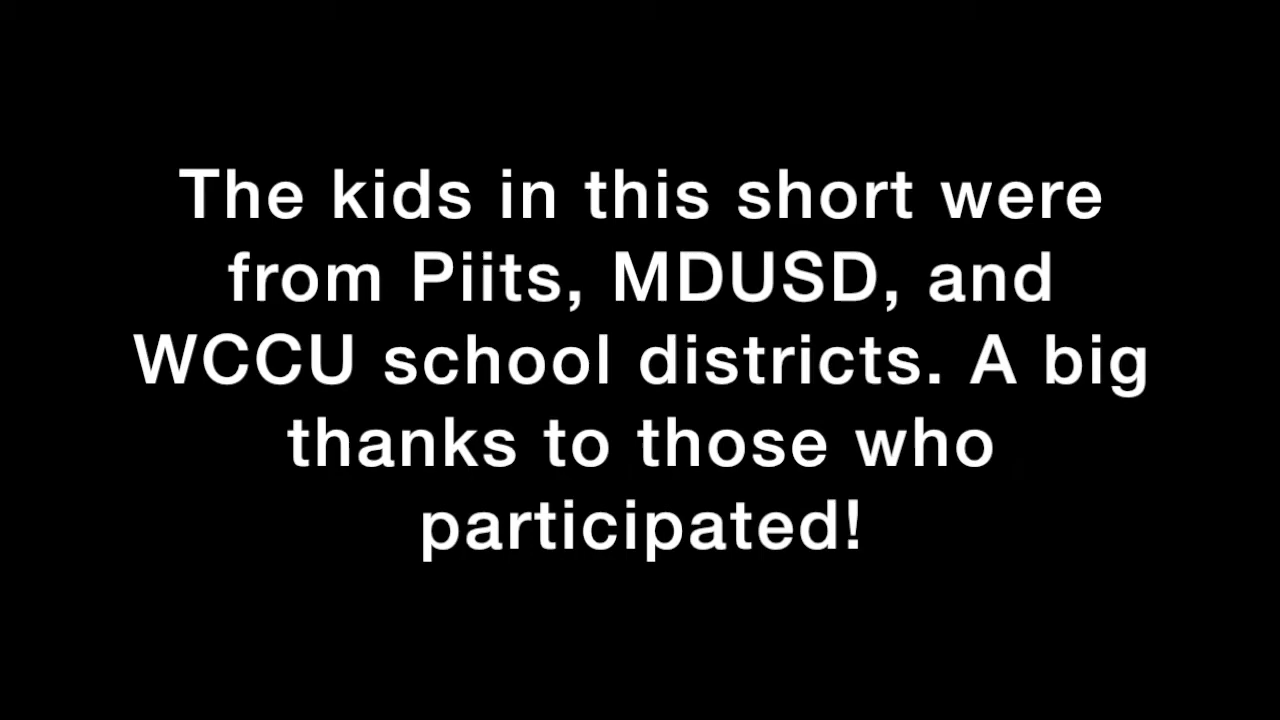 The kids in this short were
from Piits, MDUSD, and
WCCU school districts. A big
thanks to those who
participated!